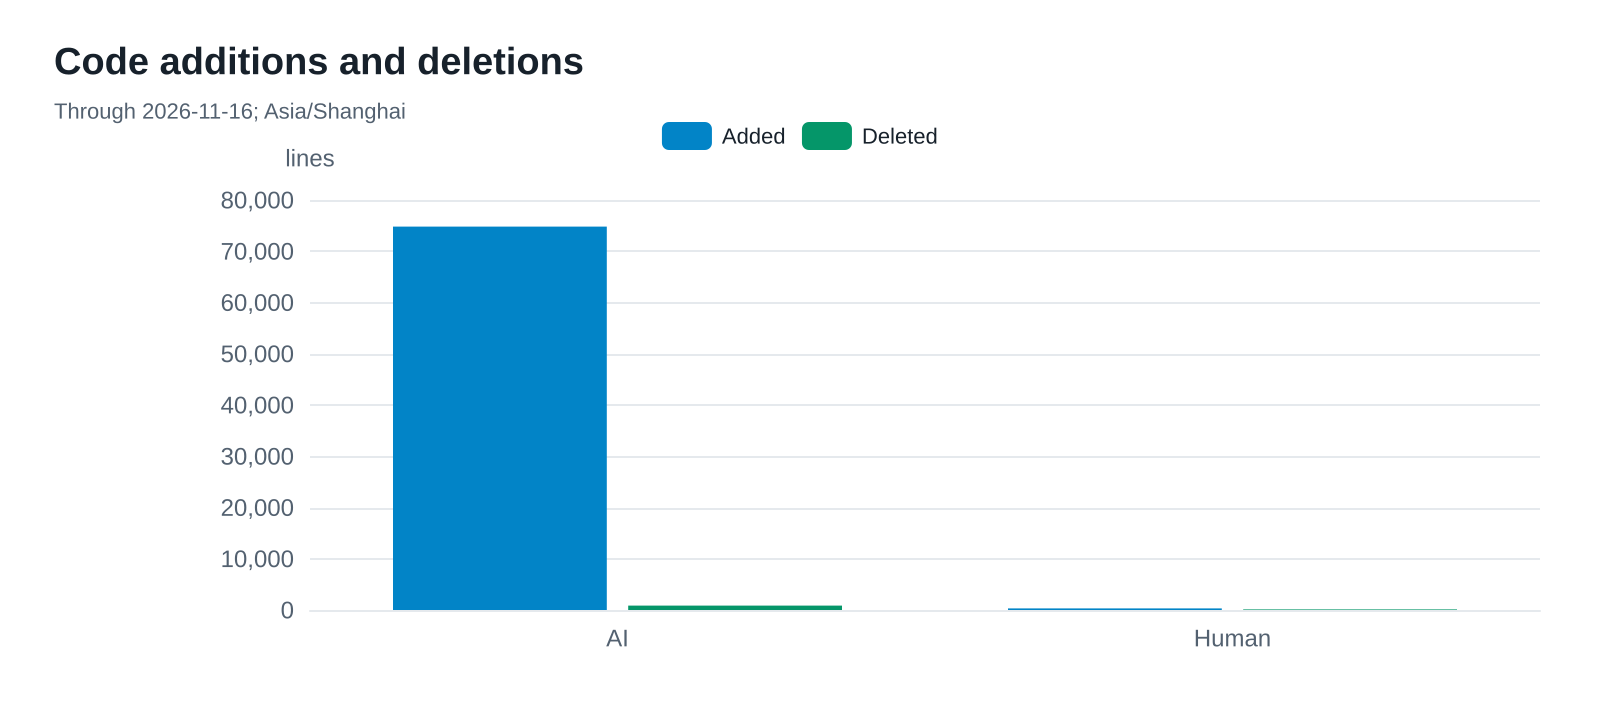 Code additions and deletions
Through 2026-11-16; Asia/Shanghai
Added Deleted
lines
80,000
70,000
60,000
50,000
40,000
30,000
20,000
10,000
0
AI Human